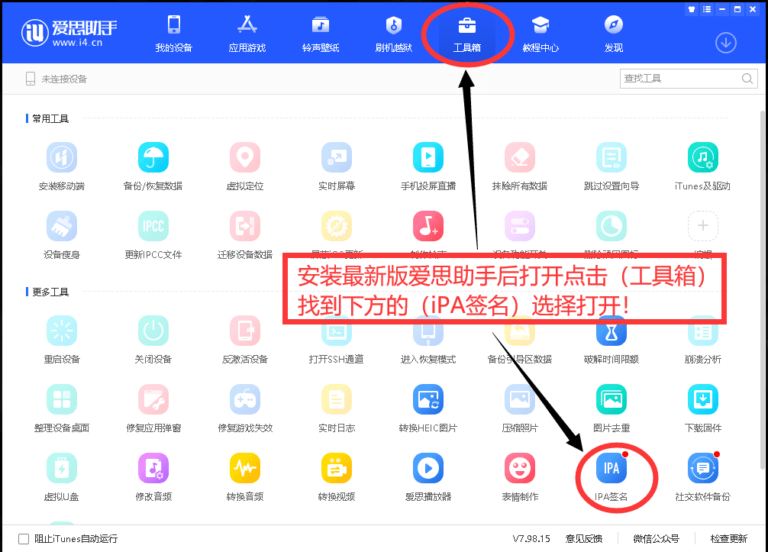 iU 爱思助手
www.i4.cn
我的设备 应用游戏 铃声壁纸 刷机越狱 工具箱 教程中心 发现
未连接设备 查找工具
常用工具
安装移动端 备份/恢复数据 虚拟定位 实时屏幕 手机投屏直播 抹除所有数据 跳过设置向导 iTunes及驱动
IPCC
设备瘦身 更新IPCC文件 迁移设备数据
安装最新版爱思助手后打开点击（工具箱）
找到下方的（iPA签名）选择打开!
更多工具
重启设备 关闭设备 反激活设备 打开SSH通道 进入恢复模式 备份引导区数据 破解时间限额 崩溃分析
整理设备桌面 修复应用弹窗 修复游戏失效 实时日志 转换HEIC图片 压缩照片 图片去重 下载固件
IPA
虚拟U盘 修改音频 转换音频 转换视频 爱思播放器 表情制作 IPA签名 社交软件备份
阻止iTunes自动运行 V7.98.15 意见反馈 微信公众号 检查更新